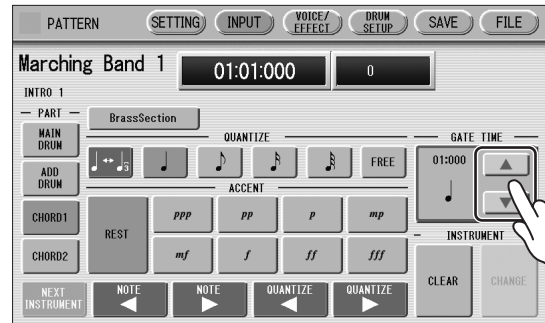 PATTERN SETTING INPUT VOICE/ EFFECT DRUM SETUP SAVE FILE
Marching Band 1 01:01:000 0
INTRO 1
PART BrassSection
QUANTIZE GATE TIME
MAIN DRUM 3 FREE 01:000
ADD DRUM
ACCENT
CHORD1 REST ppp pp p mp
INSTRUMENT
CHORD2 mf f ff fff CLEAR CHANGE
NEXT INSTRUMENT NOTE NOTE QUANTIZE QUANTIZE